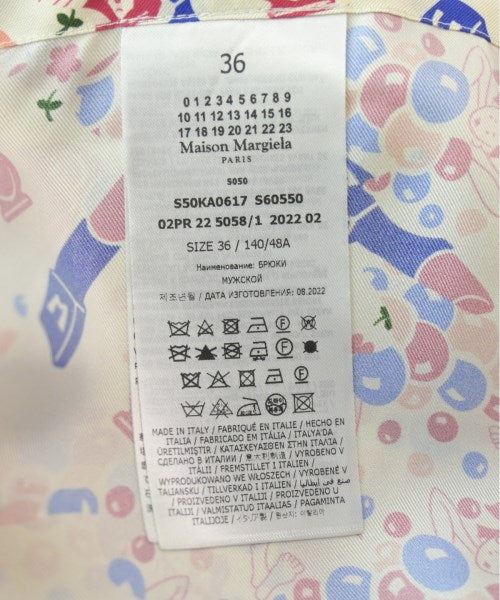 36
0 1 2 3 4 5 6 7 8 9
10 11 12 13 14 15 16
17 18 19 20 21 22 23
Maison Margiela
PARIS
S050
S50KA0617 S60550
02PR 22 5058/1 2022 02
SIZE 36 / 140/48A
Наименование: БРЮКИ
МУЖСКОЙ
제조년월 / ДАТА ИЗГОТОВЛЕНИЯ: 08.2022
MADE IN ITALY / FABRIQUÉ EN ITALIE / HECHO EN
ITALIA / FABRICADO EM ITÁLIA / ITALYA'DA
ÜRETILMIŞTIR / ΚΑΤΑΣΚΕΥΑΣΘΕΝ ΣΤΗΝ ΙΤΑΛΙΑ /
СДЕЛАНО В ИТАЛИИ / 意大利制造 / VYROBENO V
ITÁLII / FREMSTILLET I ITALIEN /
WYPRODUKOWANO WE WŁOSZECH / VYROBENÉ V
TALIANSKU / TILLVERKAD I ITALIEN / صنع في إيطاليا
/ PROIZVEDENO V ITALIJI / PROIZVEDENO U
ITALIJI / VALMISTATUD ITAALIAS / PAGAMINTA
ITALIJOJE / イタリア製 / 원산지: 이탈리아